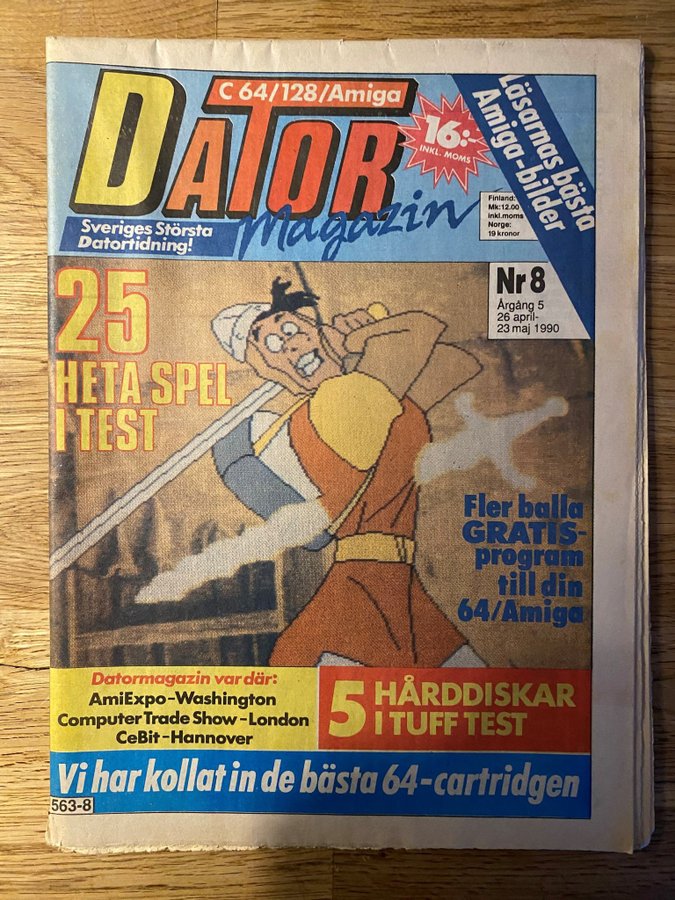 C 64/128/Amiga
DATOR
magazin
Sveriges Största
Datortidning!
16:-
INKL. MOMS
Läsarnas bästa
Amiga-bilder
Finland:
Mk:12.00
inkl.moms
Norge:
19 kronor
Nr 8
Årgång 5
26 april-
23 maj 1990
25
HETA SPEL
I TEST
Fler balla
GRATIS-
program
till din
64/Amiga
Datormagazin var där:
AmiExpo-Washington
Computer Trade Show-London
CeBit-Hannover
5 HÅRDDISKAR
I TUFF TEST
Vi har kollat in de bästa 64-cartridgen
563-8